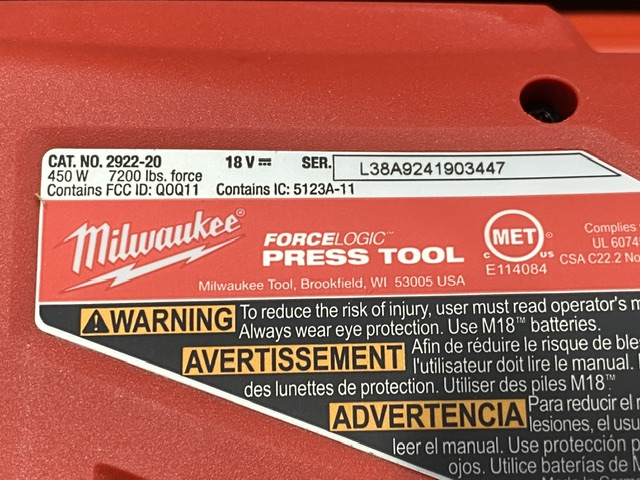 CAT. NO. 2922-20 18 V⎓ SER. L38A9241903447
450 W 7200 lbs. force
Contains FCC ID: QOQ11 Contains IC: 5123A-11
Milwaukee
FORCELOGIC™
PRESS TOOL
Milwaukee Tool, Brookfield, WI 53005 USA
c MET US
E114084
Complies
UL
CSA C22.2 No
WARNING To reduce the risk of injury, user must read operator's
Always wear eye protection. Use M18™ batteries.
AVERTISSEMENT Afin de réduire le risque de
l'utilisateur doit lire le manual.
des lunettes de protection. Utiliser des piles M18™.
ADVERTENCIA Para reducir el
lesiones, el
leer el manual. Use protección
ojos. Utilice baterías de